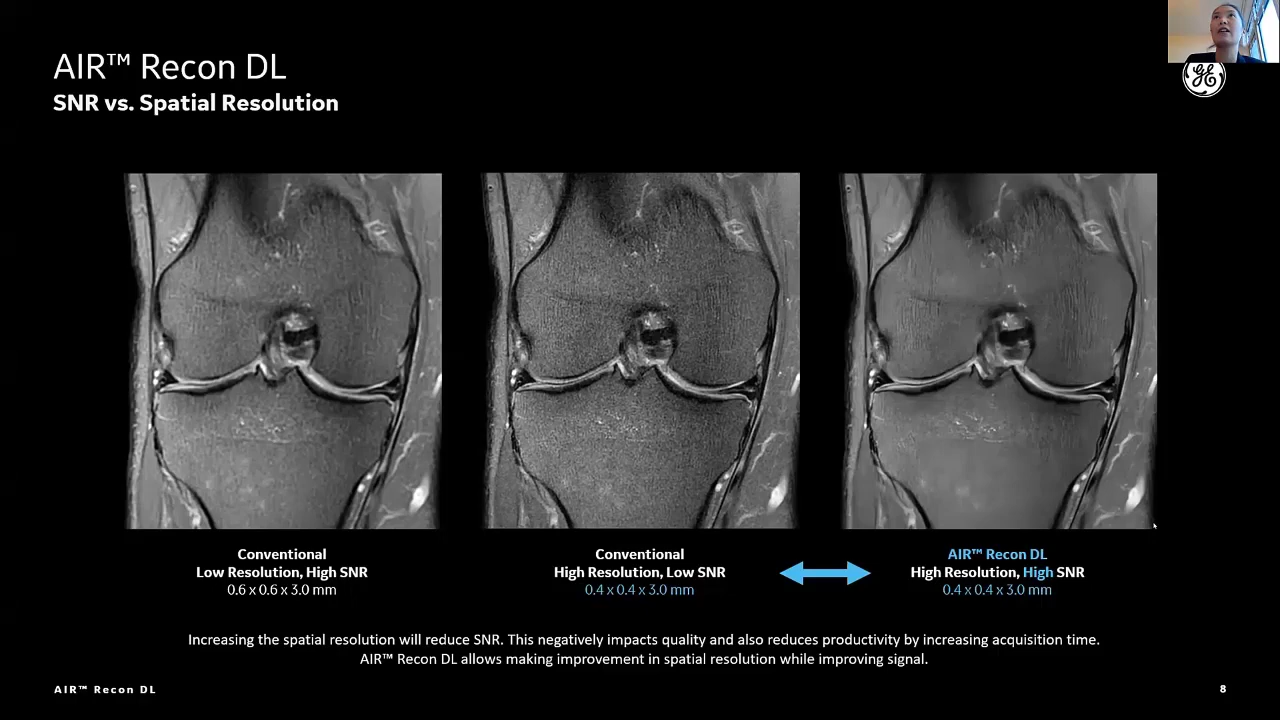 AIR™ Recon DL
SNR vs. Spatial Resolution
GE
Conventional
Low Resolution, High SNR
0.6 x 0.6 x 3.0 mm
Conventional
High Resolution, Low SNR
0.4 x 0.4 x 3.0 mm
AIR™ Recon DL
High Resolution, High SNR
0.4 x 0.4 x 3.0 mm
Increasing the spatial resolution will reduce SNR. This negatively impacts quality and also reduces productivity by increasing acquisition time.
AIR™ Recon DL allows making improvement in spatial resolution while improving signal.
AIR™ Recon DL
8